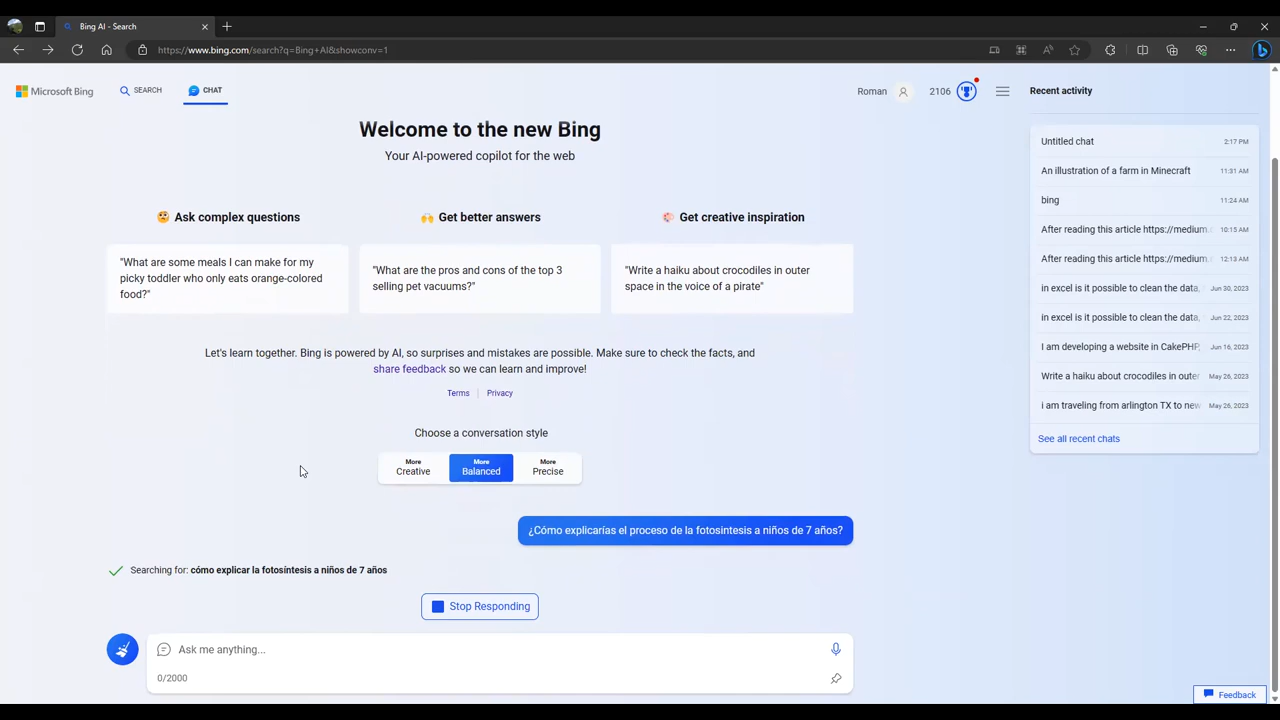 Bing AI - Search
https://www.bing.com/search?q=Bing+AI&showconv=1
Microsoft Bing
SEARCH
CHAT
Roman
2106
Welcome to the new Bing
Your AI-powered copilot for the web
Ask complex questions
Get better answers
Get creative inspiration
"What are some meals I can make for my
picky toddler who only eats orange-colored
food?"
"What are the pros and cons of the top 3
selling pet vacuums?"
"Write a haiku about crocodiles in outer
space in the voice of a pirate"
Let's learn together. Bing is powered by AI, so surprises and mistakes are possible. Make sure to check the facts, and
share feedback so we can learn and improve!
Terms
Privacy
Choose a conversation style
More
Creative
More
Balanced
More
Precise
¿Cómo explicarías el proceso de la fotosintesis a niños de 7 años?
Searching for: cómo explicar la fotosíntesis a niños de 7 años
Stop Responding
Ask me anything...
0/2000
Recent activity
Untitled chat 2:17 PM
An illustration of a farm in Minecraft 11:31 AM
bing 11:24 AM
After reading this article https://medium. 10:15 AM
After reading this article https://medium. 12:13 AM
in excel is it possible to clean the data, Jun 30, 2023
in excel is it possible to clean the data, Jun 22, 2023
I am developing a website in CakePHP, Jun 16, 2023
Write a haiku about crocodiles in outer May 26, 2023
i am traveling from arlington TX to new May 26, 2023
See all recent chats
Feedback